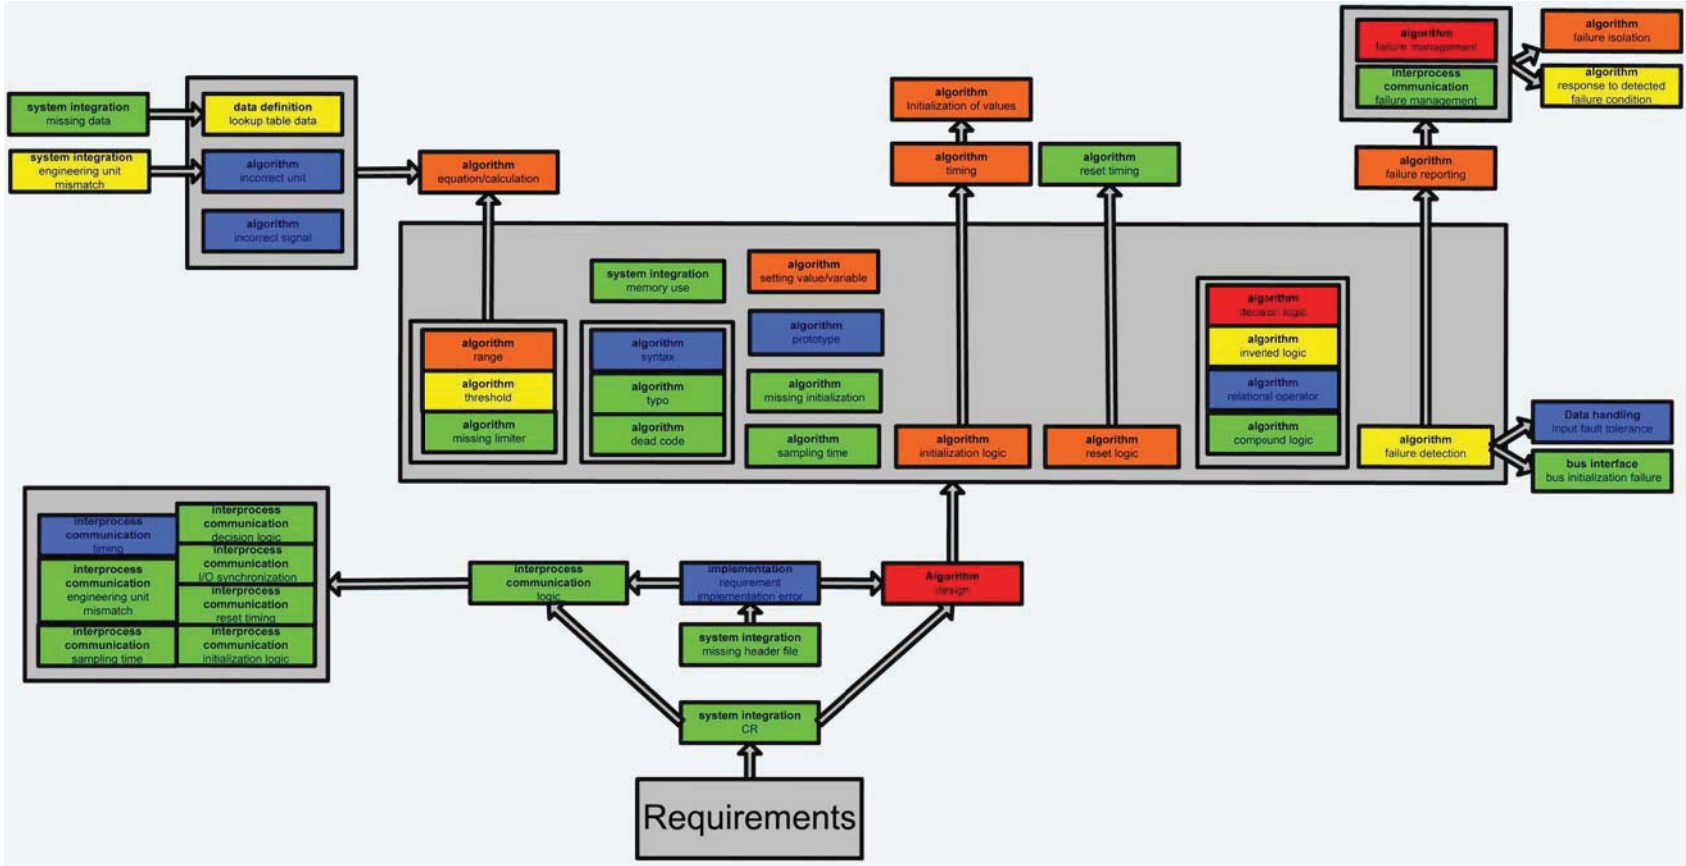 algorithm
failure management
interprocess
communication
failure management
algorithm
failure isolation
algorithm
response to detected
failure condition
system integration
missing data
system integration
engineering unit
mismatch
data definition
lookup table data
algorithm
incorrect unit
algorithm
incorrect signal
algorithm
equation/calculation
algorithm
Initialization of values
algorithm
timing
algorithm
reset timing
algorithm
failure reporting
system integration
memory use
algorithm
setting value/variable
algorithm
prototype
algorithm
missing initialization
algorithm
sampling time
algorithm
range
algorithm
threshold
algorithm
missing limiter
algorithm
syntax
algorithm
typo
algorithm
dead code
algorithm
initialization logic
algorithm
reset logic
algorithm
decision logic
algorithm
inverted logic
algorithm
relational operator
algorithm
compound logic
algorithm
failure detection
Data handling
Input fault tolerance
bus interface
bus initialization failure
interprocess
communication
timing
interprocess
communication
engineering unit
mismatch
interprocess
communication
sampling time
interprocess
communication
decision logic
interprocess
communication
I/O synchronization
interprocess
communication
reset timing
interprocess
communication
initialization logic
interprocess
communication
logic
implementation
requirement
implementation error
Algorithm
design
system integration
missing header file
system integration
CR
Requirements